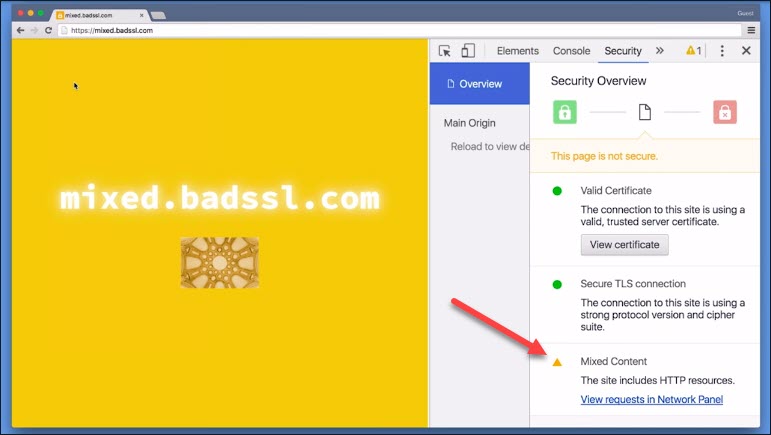 mixed.badssl.com
Guest
https://mixed.badssl.com
Elements Console Security » 1
Overview
Main Origin
Reload to view de
mixed.badssl.com
Security Overview
This page is not secure.
Valid Certificate
The connection to this site is using a
valid, trusted server certificate.
View certificate
Secure TLS connection
The connection to this site is using a
strong protocol version and cipher
suite.
Mixed Content
The site includes HTTP resources.
View requests in Network Panel